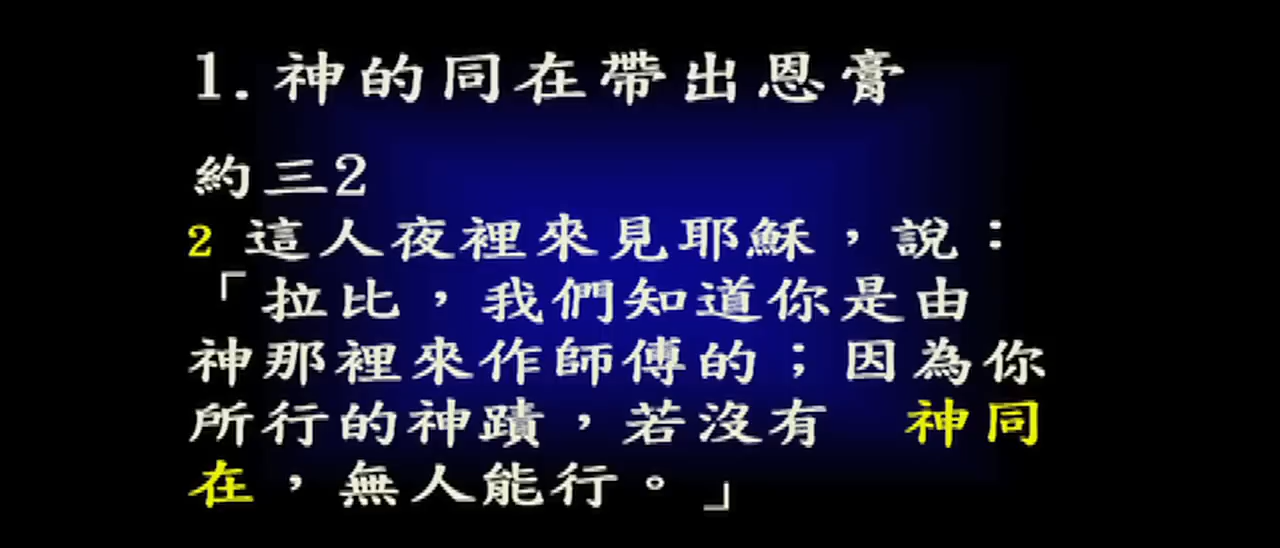 1.神的同在帶出恩膏
約三2
2 這人夜裡來見耶穌，說：
「拉比，我們知道你是由
神那裡來作師傅的；因為你
所行的神蹟，若沒有　神同
在，無人能行。」